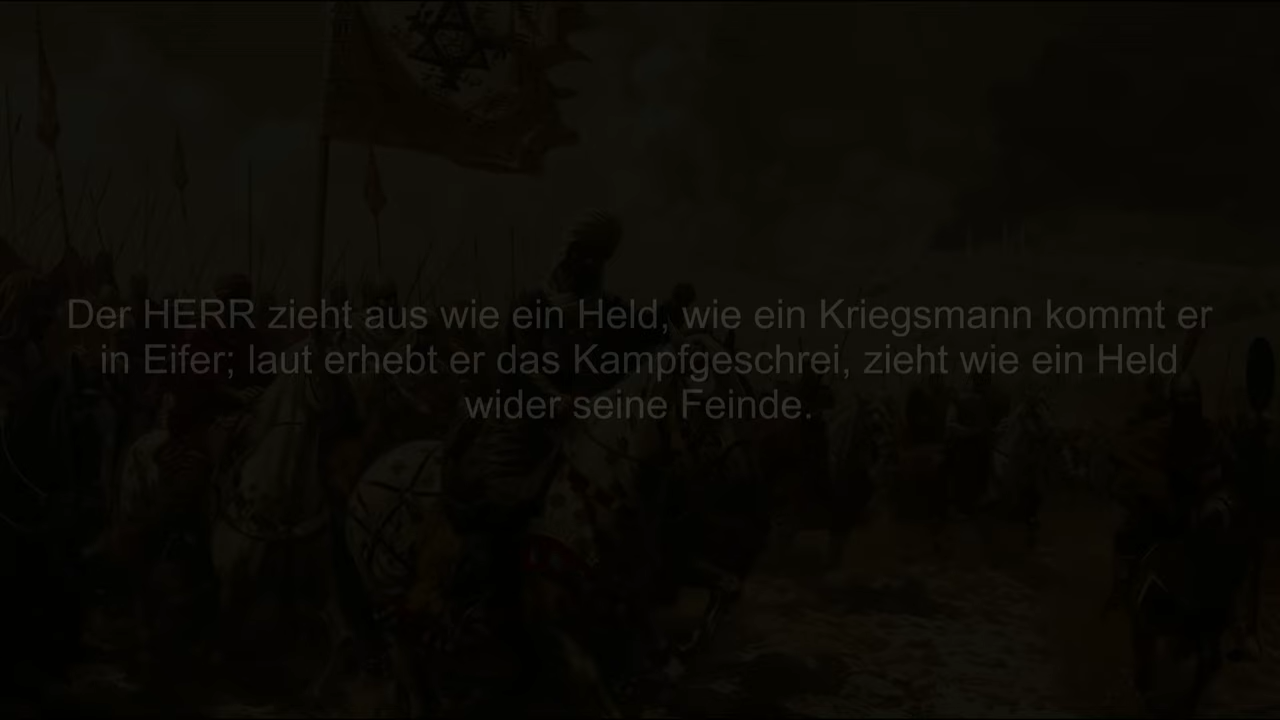 Der HERR zieht aus wie ein Held, wie ein Kriegsmann kommt er
in Eifer; laut erhebt er das Kampfgeschrei, zieht wie ein Held
wider seine Feinde.